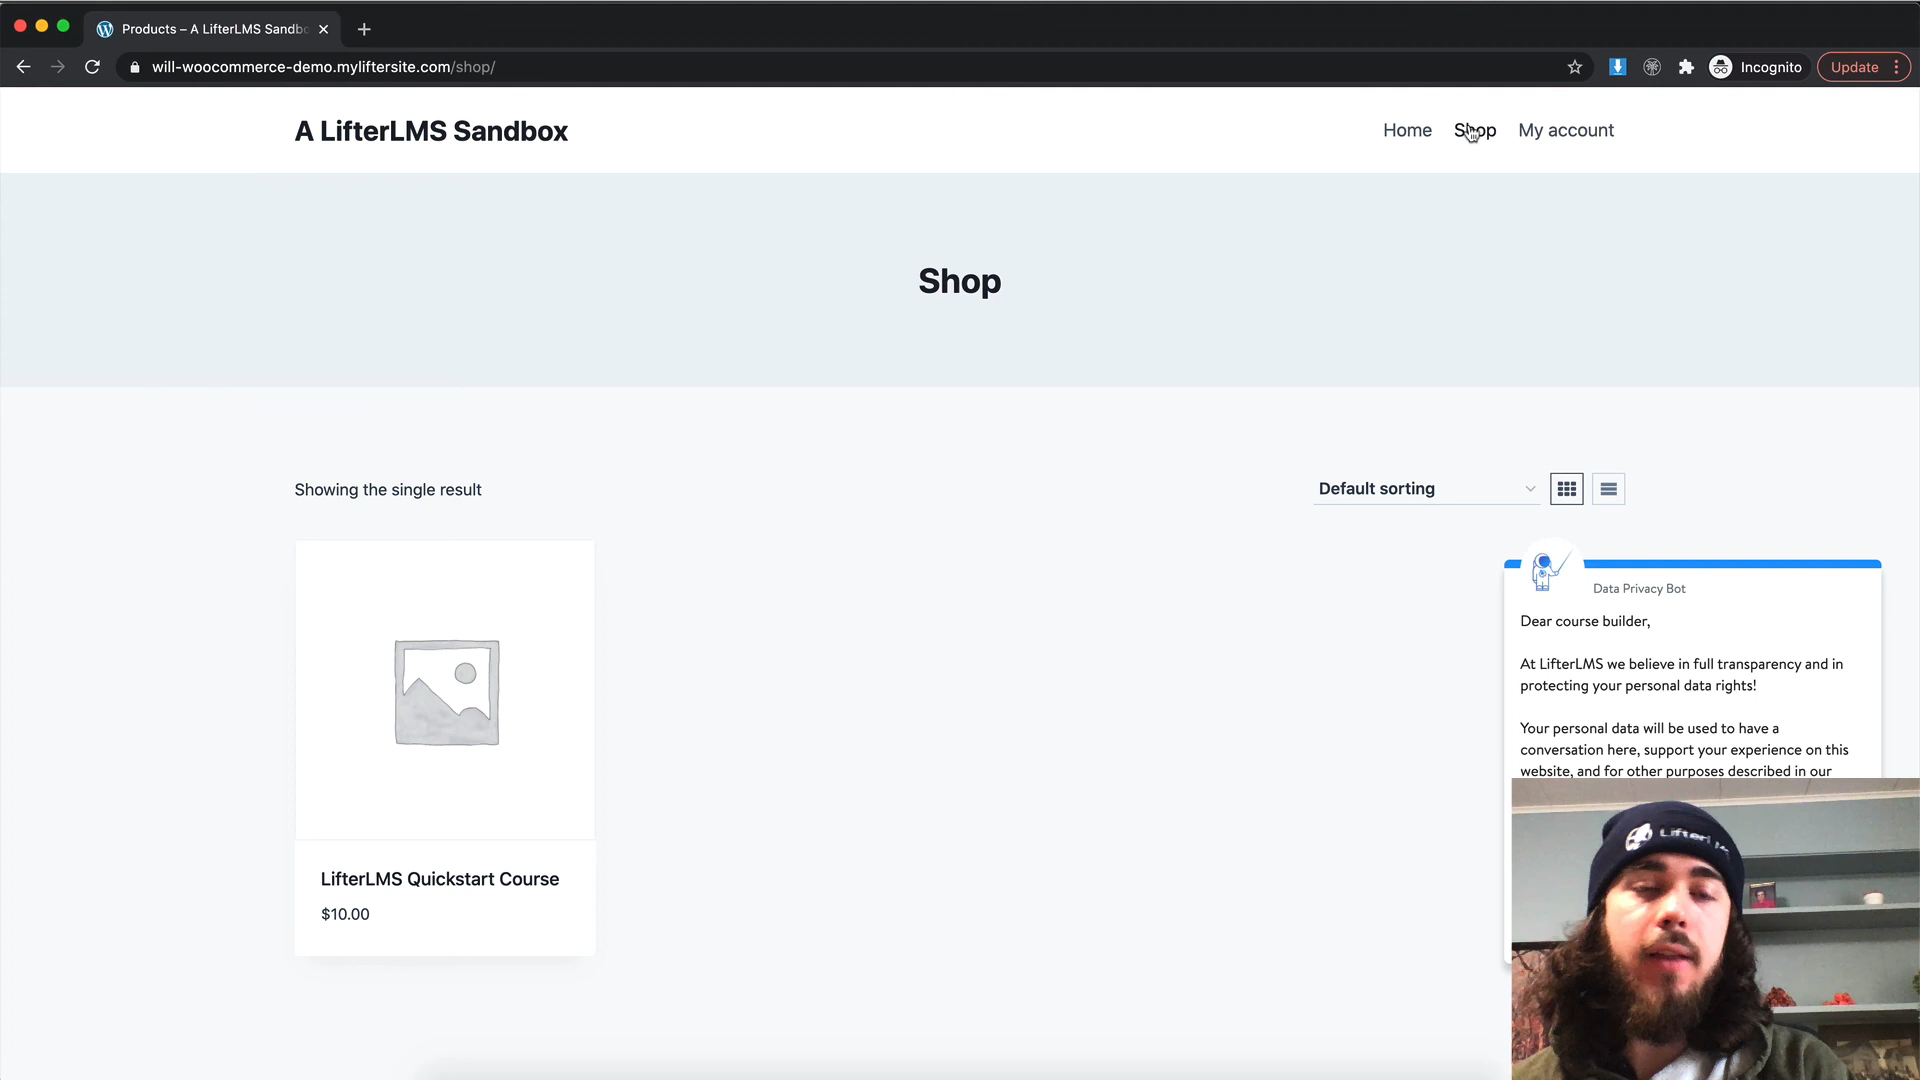 Products – A LifterLMS Sandbo
will-woocommerce-demo.myliftersite.com/shop/
Incognito
Update
A LifterLMS Sandbox
Home
Shop
My account
Shop
Showing the single result
Default sorting
Data Privacy Bot
Dear course builder,
At LifterLMS we believe in full transparency and in
protecting your personal data rights!
Your personal data will be used to have a
conversation here, support your experience on this
website, and for other purposes described in our
LifterLMS Quickstart Course
$10.00